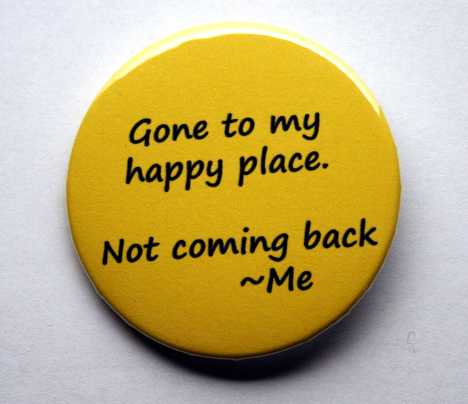 Gone to my
happy place.
Not coming back
~Me